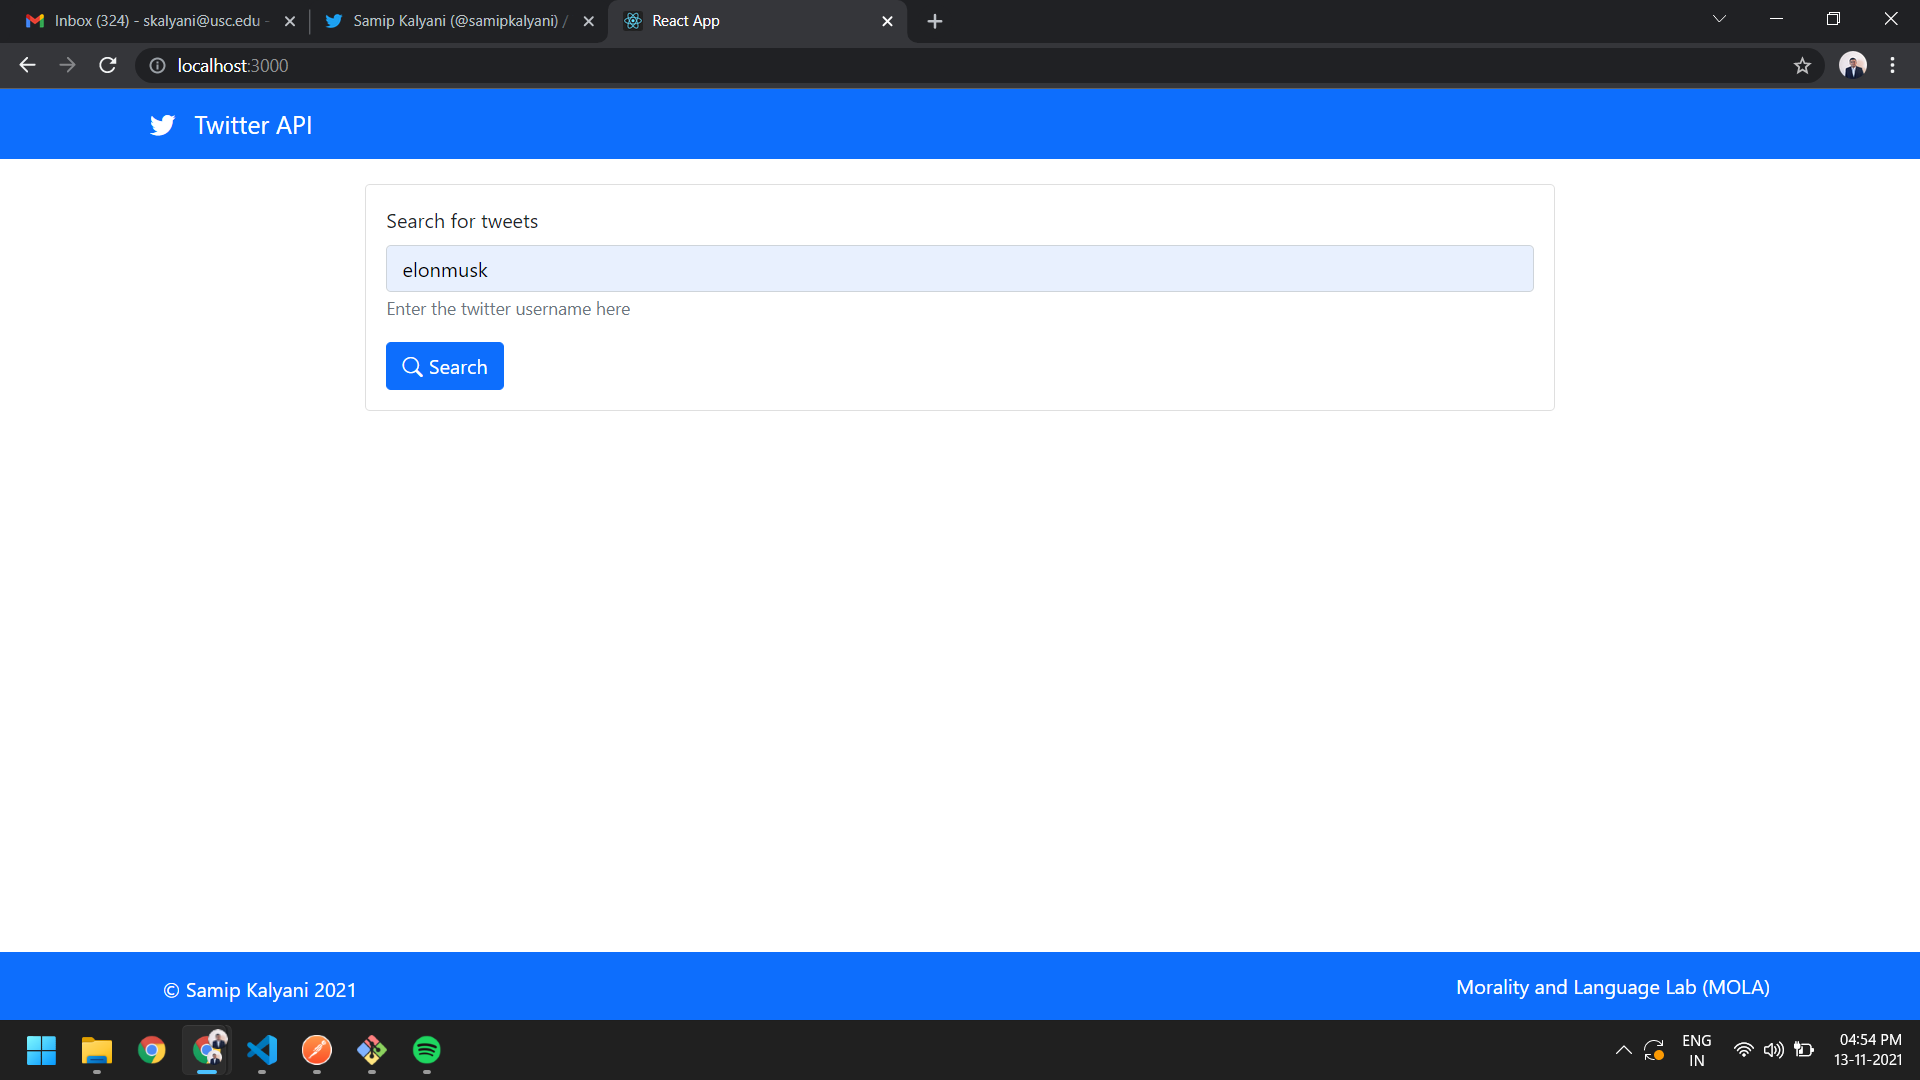 Inbox (324) - skalyani@usc.edu -
Samip Kalyani (@samipkalyani) /
React App
localhost:3000
Twitter API
Search for tweets
elonmusk
Enter the twitter username here
Search
© Samip Kalyani 2021
Morality and Language Lab (MOLA)
ENG
IN
04:54 PM
13-11-2021